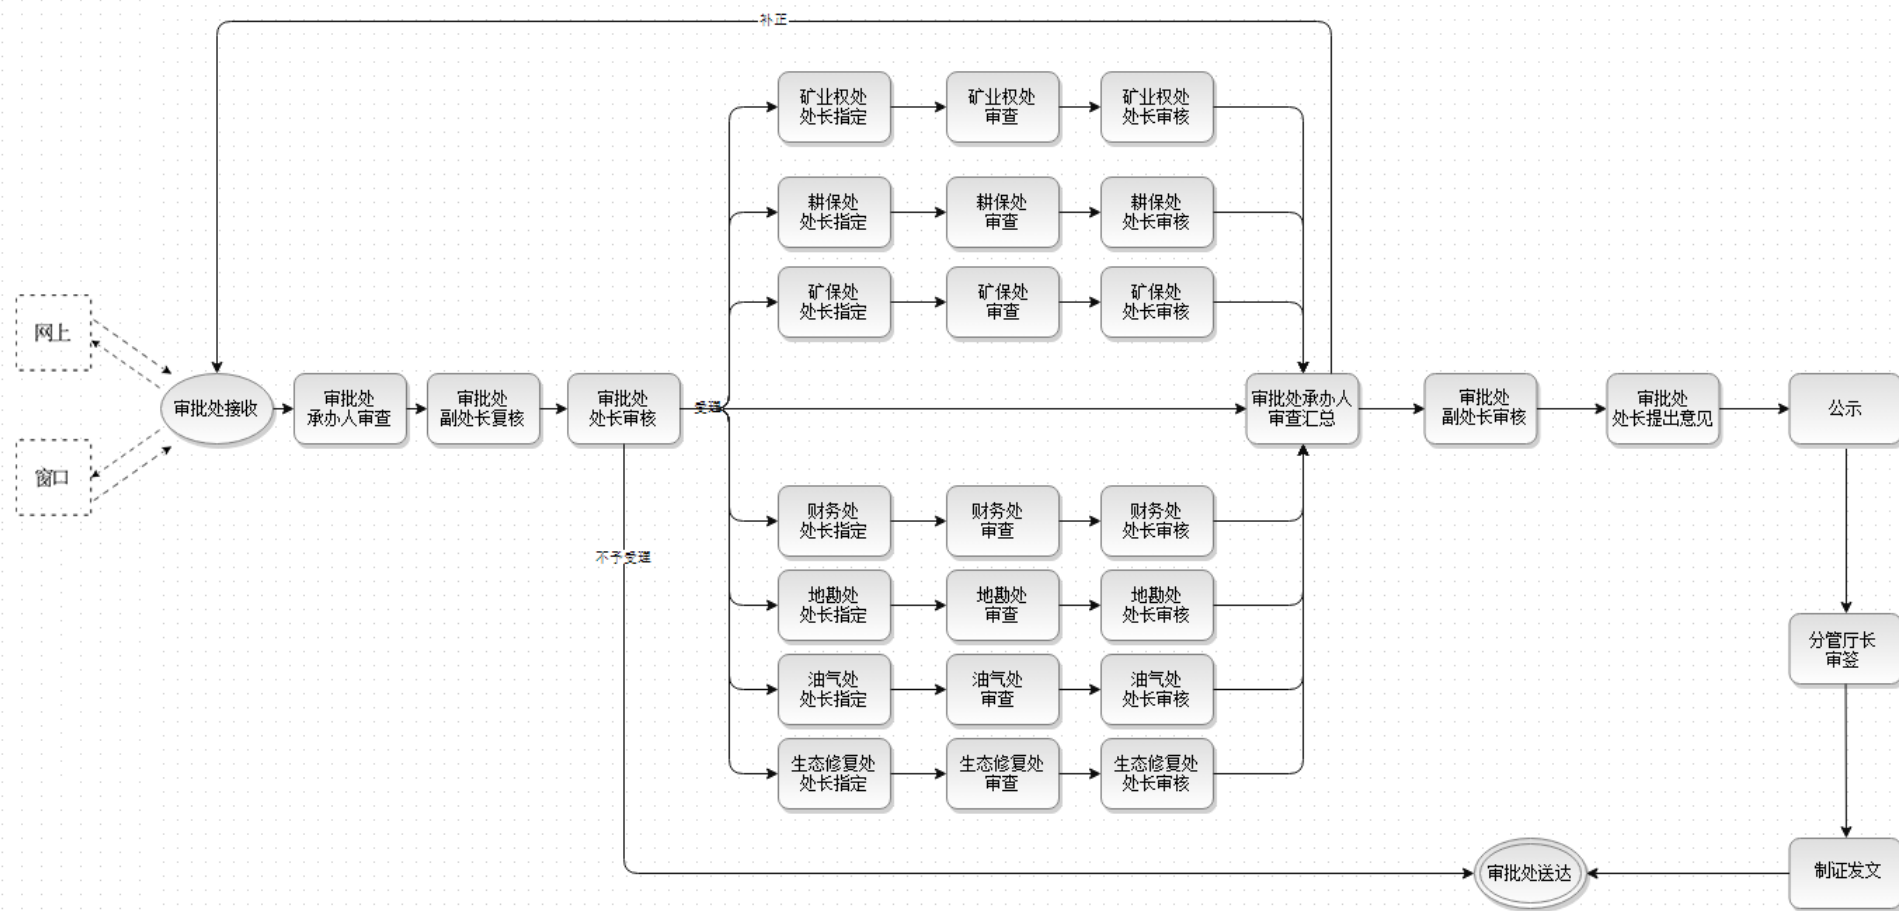 补正
矿业权处
处长指定
矿业权处
审查
矿业权处
处长审核
耕保处
处长指定
耕保处
审查
耕保处
处长审核
矿保处
处长指定
矿保处
审查
矿保处
处长审核
网上
窗口
审批处接收
审批处
承办人审查
审批处
副处长复核
审批处
处长审核
受理
审批处承办人
审查汇总
审批处
副处长审核
审批处
处长提出意见
公示
不予受理
财务处
处长指定
财务处
审查
财务处
处长审核
地勘处
处长指定
地勘处
审查
地勘处
处长审核
油气处
处长指定
油气处
审查
油气处
处长审核
生态修复处
处长指定
生态修复处
审查
生态修复处
处长审核
分管厅长
审签
审批处送达
制证发文